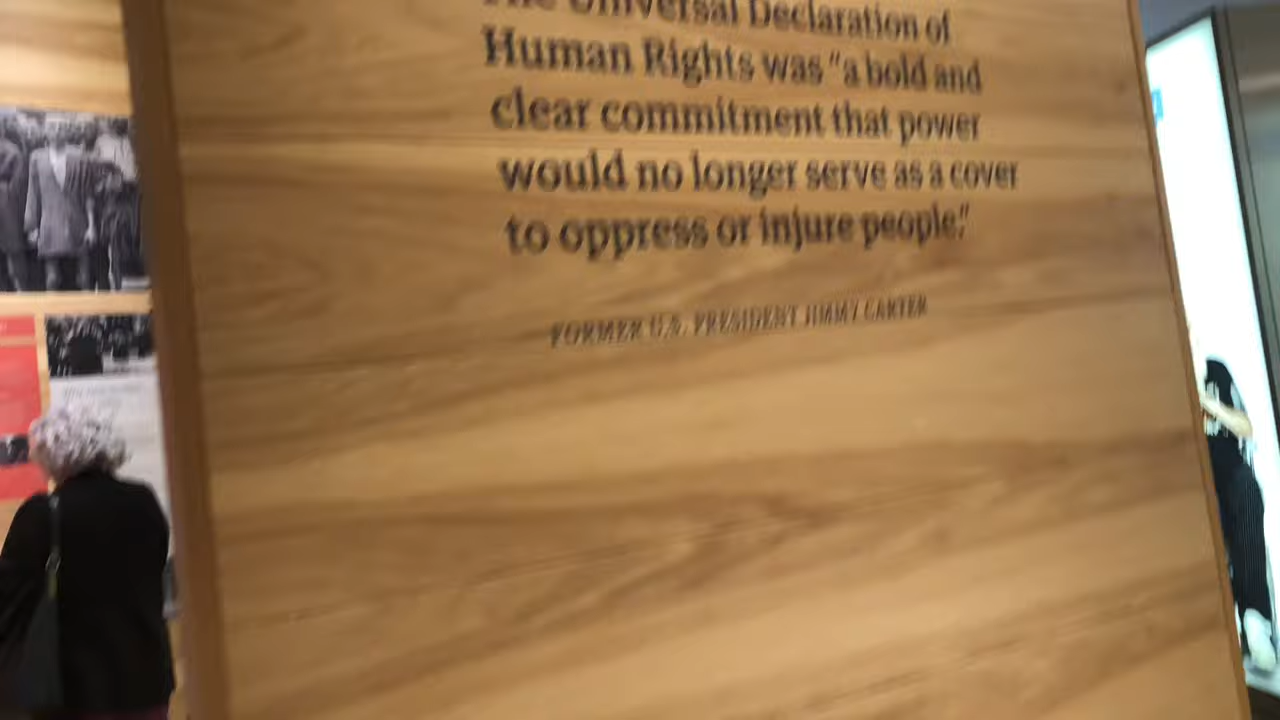 The Universal Declaration of
Human Rights was "a bold and
clear commitment that power
would no longer serve as a cover
to oppress or injure people."
FORMER U.S. PRESIDENT JIMMY CARTER